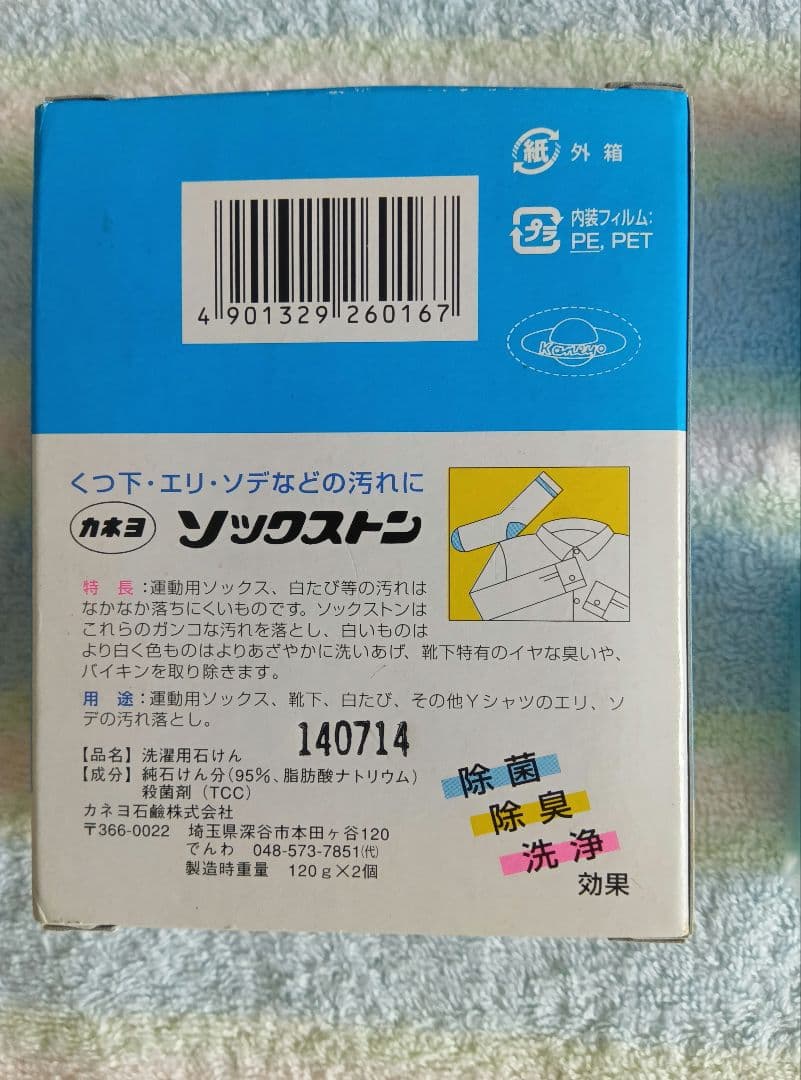 紙 外箱
プラ 内装フィルム:
PE, PET
4 901329 260167
Kaneyo
くつ下・エリ・ソデなどの汚れに
カネヨ ソックストン
特長:運動用ソックス、白たび等の汚れは
なかなか落ちにくいものです。ソックストンは
これらのガンコな汚れを落とし、白いものは
より白く色ものはよりあざやかに洗いあげ、靴下特有のイヤな臭いや、
バイキンを取り除きます。
用途:運動用ソックス、靴下、白たび、その他Yシャツのエリ、ソ
デの汚れ落とし。
140714
【品名】洗濯用石けん
【成分】純石けん分(95%、脂肪酸ナトリウム)
殺菌剤(TCC)
カネヨ石鹸株式会社
〒366-0022 埼玉県深谷市本田ヶ谷120
でんわ 048-573-7851㈹
製造時重量 120g×2個
除菌
除臭
洗浄
効果